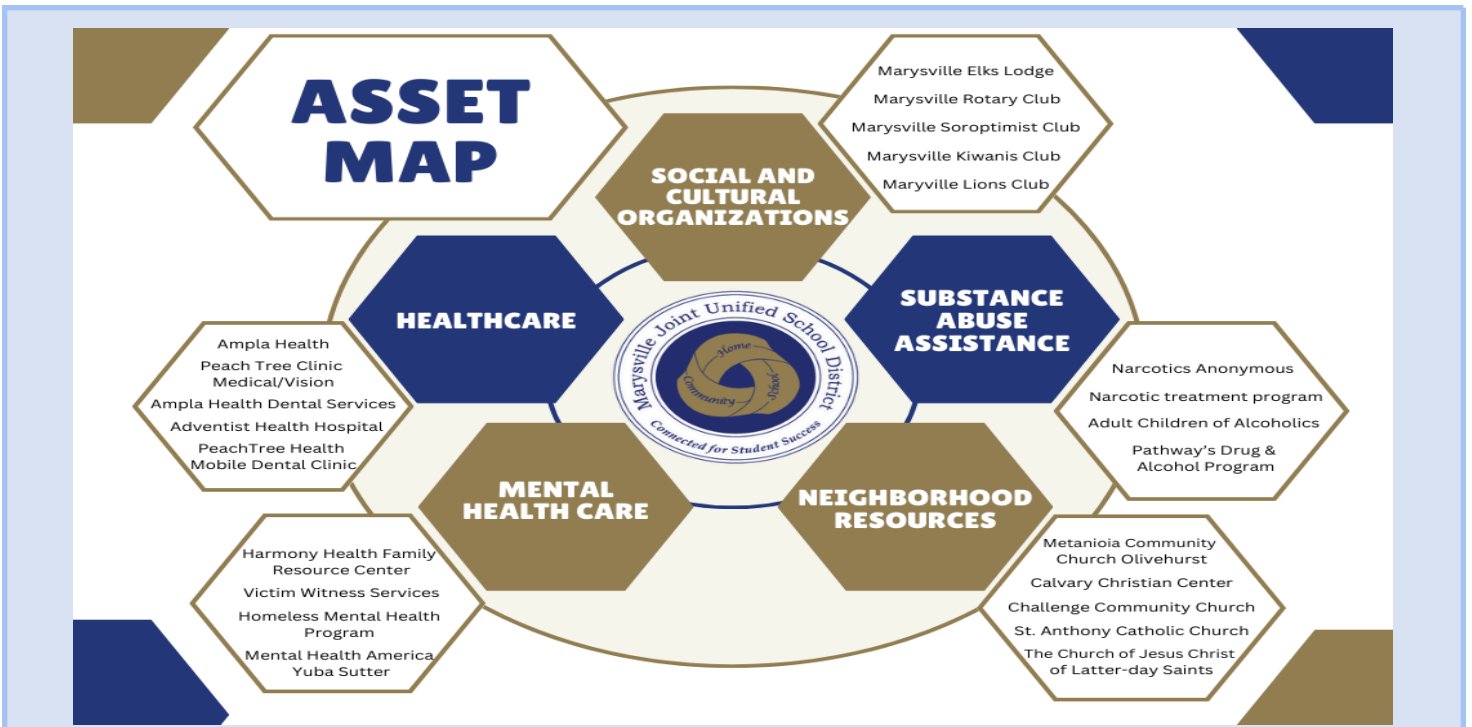 ASSET
MAP
Marysville Elks Lodge
Marysville Rotary Club
Marysville Soroptimist Club
Marysville Kiwanis Club
Maryville Lions Club
SOCIAL AND
CULTURAL
ORGANIZATIONS
HEALTHCARE
SUBSTANCE
ABUSE
ASSISTANCE
Marysville Joint Unified School District
Home
Community
School
Connected for Student Success
Ampla Health
Peach Tree Clinic
Medical/Vision
Ampla Health Dental Services
Adventist Health Hospital
PeachTree Health
Mobile Dental Clinic
Narcotics Anonymous
Narcotic treatment program
Adult Children of Alcoholics
Pathway's Drug &
Alcohol Program
MENTAL
HEALTH CARE
NEIGHBORHOOD
RESOURCES
Harmony Health Family
Resource Center
Victim Witness Services
Homeless Mental Health
Program
Mental Health America
Yuba Sutter
Metanioia Community
Church Olivehurst
Calvary Christian Center
Challenge Community Church
St. Anthony Catholic Church
The Church of Jesus Christ
of Latter-day Saints